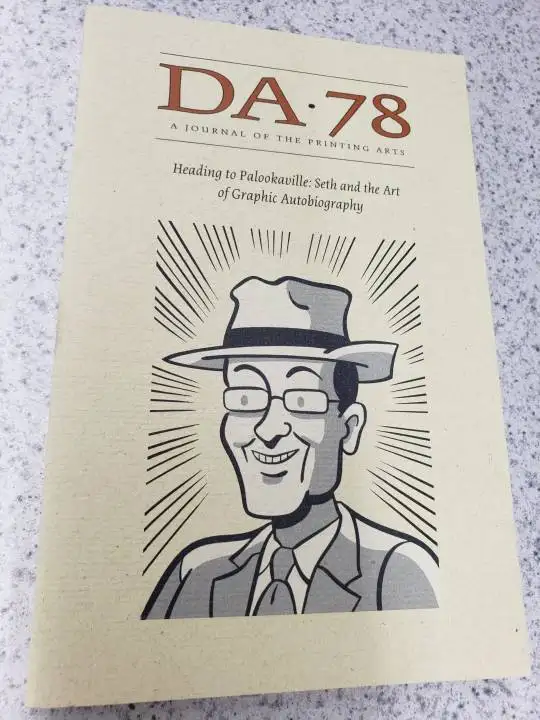 DA·78
A JOURNAL OF THE PRINTING ARTS
Heading to Palookaville: Seth and the Art
of Graphic Autobiography